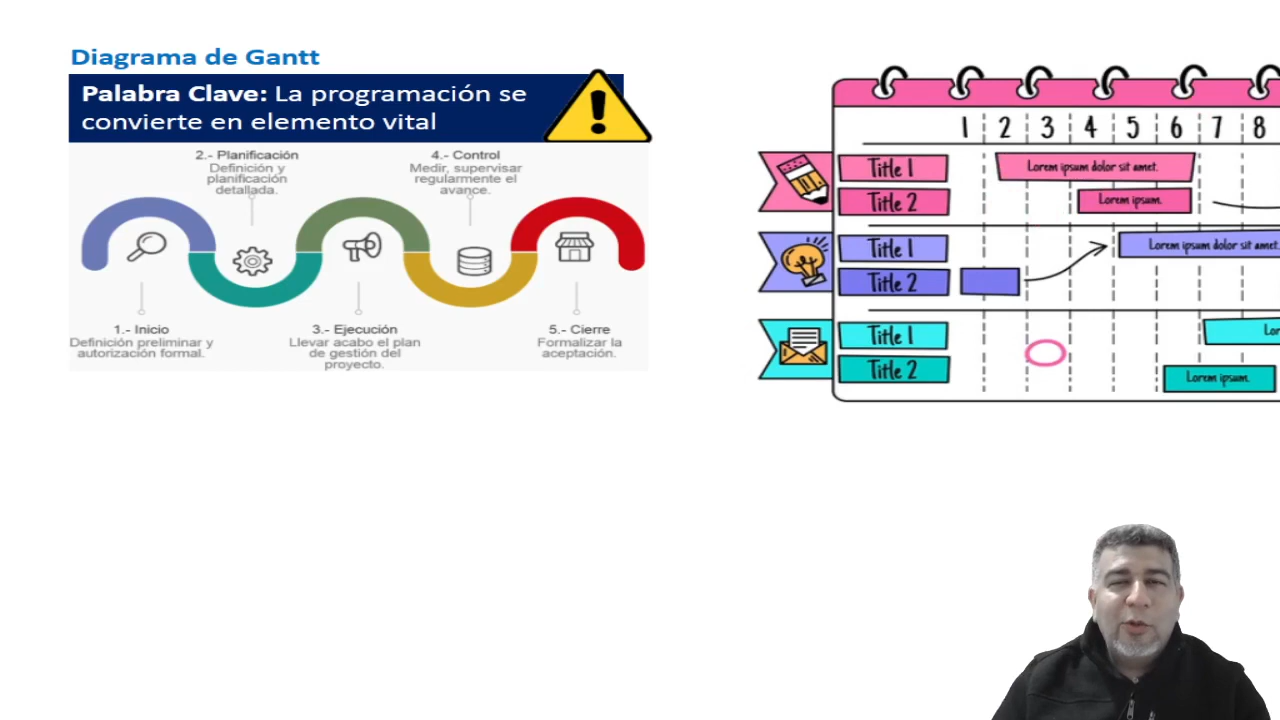 Diagrama de Gantt
Palabra Clave: La programación se
convierte en elemento vital
2.- Planificación
Definición y
planificación
detallada.
4.- Control
Medir, supervisar
regularmente el
avance.
1.- Inicio
Definición preliminar y
autorización formal.
3.- Ejecución
Llevar acabo el plan
de gestión del
proyecto.
5.- Cierre
Formalizar la
aceptación.
1 2 3 4 5 6 7 8
Title 1
Lorem ipsum dolor sit amet.
Title 2
Lorem ipsum.
Title 1
Lorem ipsum dolor sit amet.
Title 2
Title 1
Lor
Title 2
Lorem ipsum.